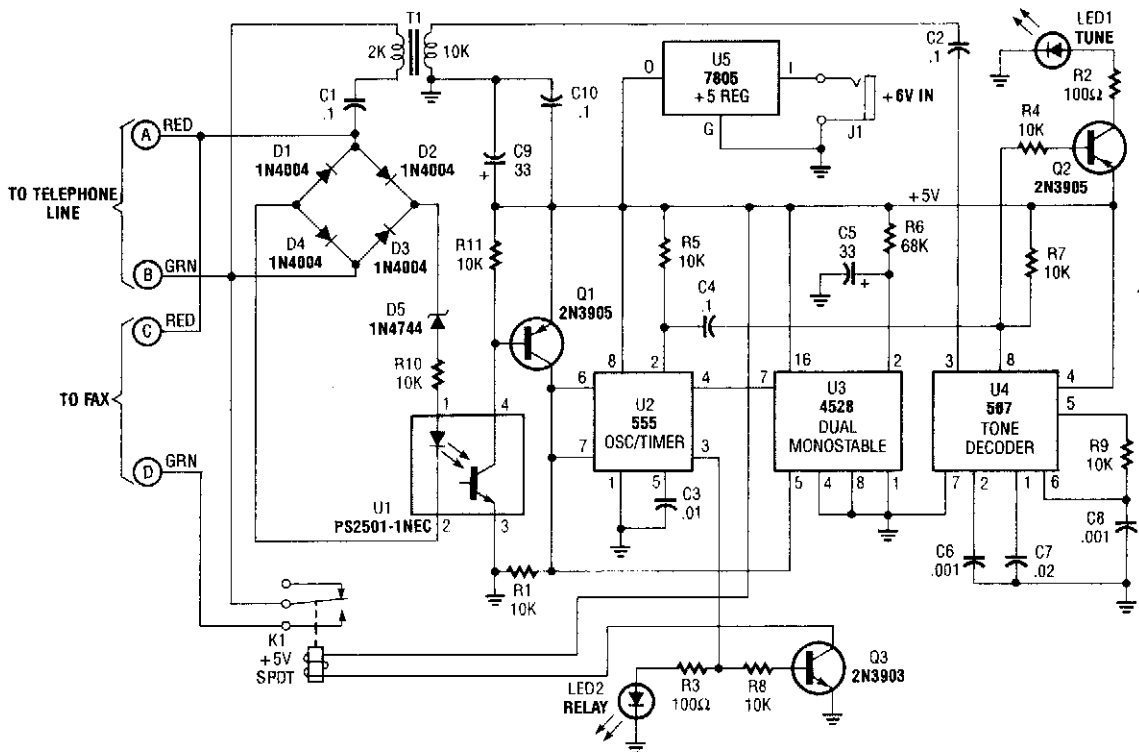 T1
2K
10K
C1
.1
A
RED
D1
1N4004
D2
1N4004
TO TELEPHONE
LINE
D4
1N4004
D3
1N4004
B
GRN
C
RED
TO FAX
D
GRN
C9
33
+
C10
.1
R11
10K
D5
1N4744
R10
10K
Q1
2N3905
1
4
U1
PS2501-1NEC
2
3
R1
10K
K1
+5V
SPDT
O
U5
7805
+5 REG
I
G
+6V IN
J1
C2
.1
LED1
TUNE
R2
100Ω
R4
10K
Q2
2N3905
+5V
R5
10K
C4
.1
C5
33
+
R6
68K
R7
10K
8
2
6
7
U2
555
OSC/TIMER
4
3
1
5
C3
.01
16
2
7
U3
4528
DUAL
MONOSTABLE
5
4
8
1
3
8
4
5
U4
567
TONE
DECODER
7
2
1
6
R9
10K
C6
.001
C7
.02
C8
.001
LED2
RELAY
R3
100Ω
R8
10K
Q3
2N3903